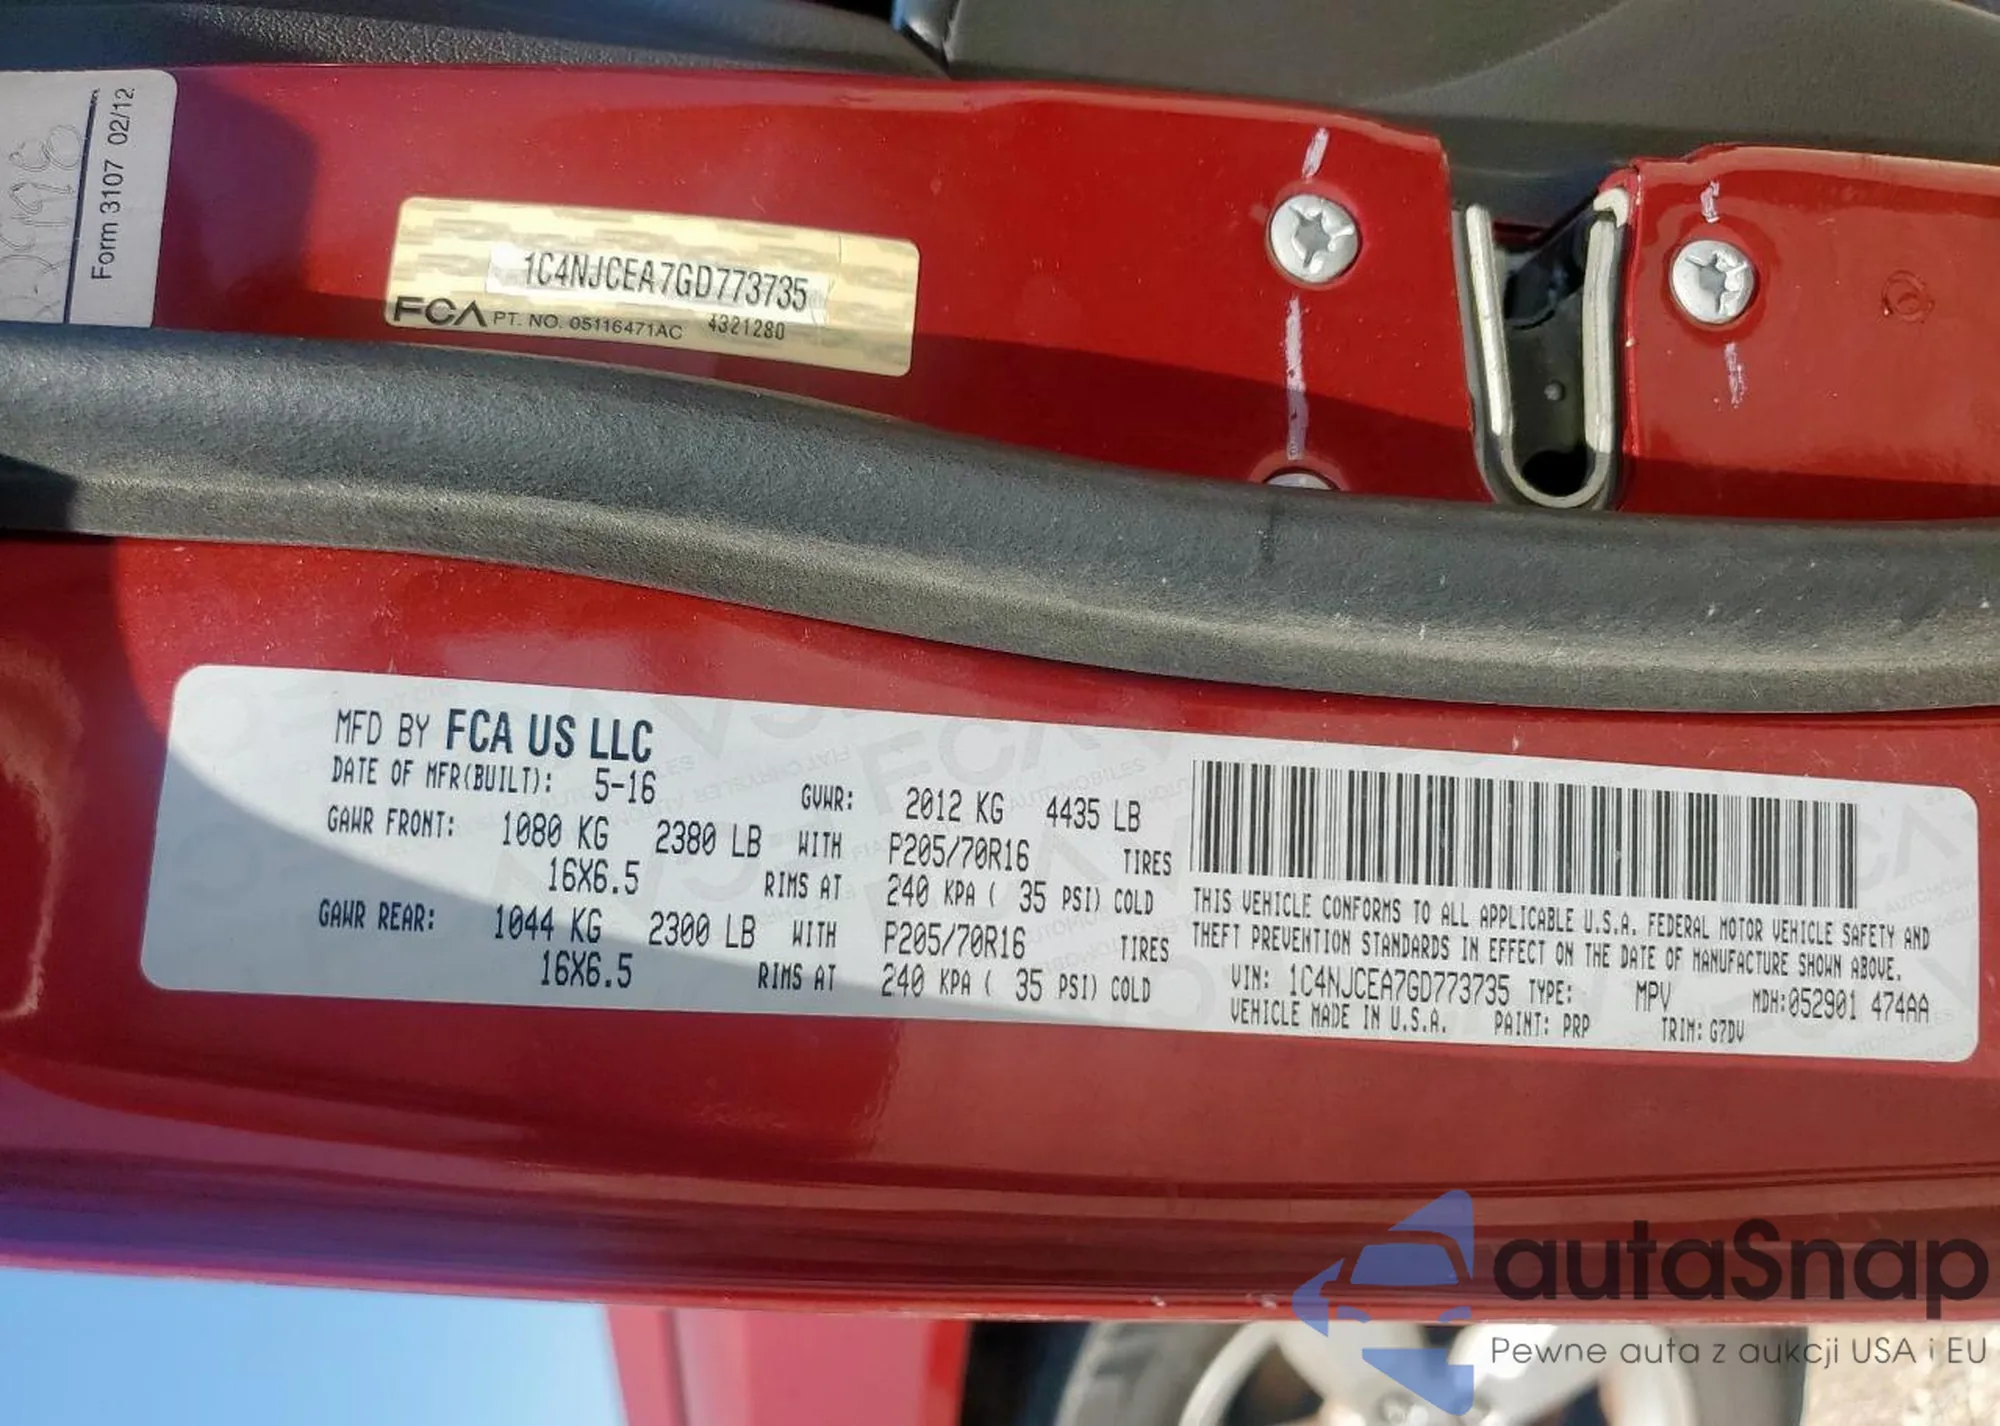 Form 3107 02/12
1C4NJCEA7GD773735
FCA PT. NO. 05116471AC 4321280
MFD BY FCA US LLC
DATE OF MFR(BUILT): 5-16 GVWR: 2012 KG 4435 LB
GAWR FRONT: 1080 KG 2380 LB WITH P205/70R16 TIRES
16X6.5 RIMS AT 240 KPA ( 35 PSI) COLD
GAWR REAR: 1044 KG 2300 LB WITH P205/70R16 TIRES
16X6.5 RIMS AT 240 KPA ( 35 PSI) COLD
THIS VEHICLE CONFORMS TO ALL APPLICABLE U.S.A. FEDERAL MOTOR VEHICLE SAFETY AND
THEFT PREVENTION STANDARDS IN EFFECT ON THE DATE OF MANUFACTURE SHOWN ABOVE.
VIN: 1C4NJCEA7GD773735 TYPE: MPV MDH:052901 474AA
VEHICLE MADE IN U.S.A. PAINT: PRP TRIM: G7DV
autaSnap
Pewne auta z aukcji USA i EU